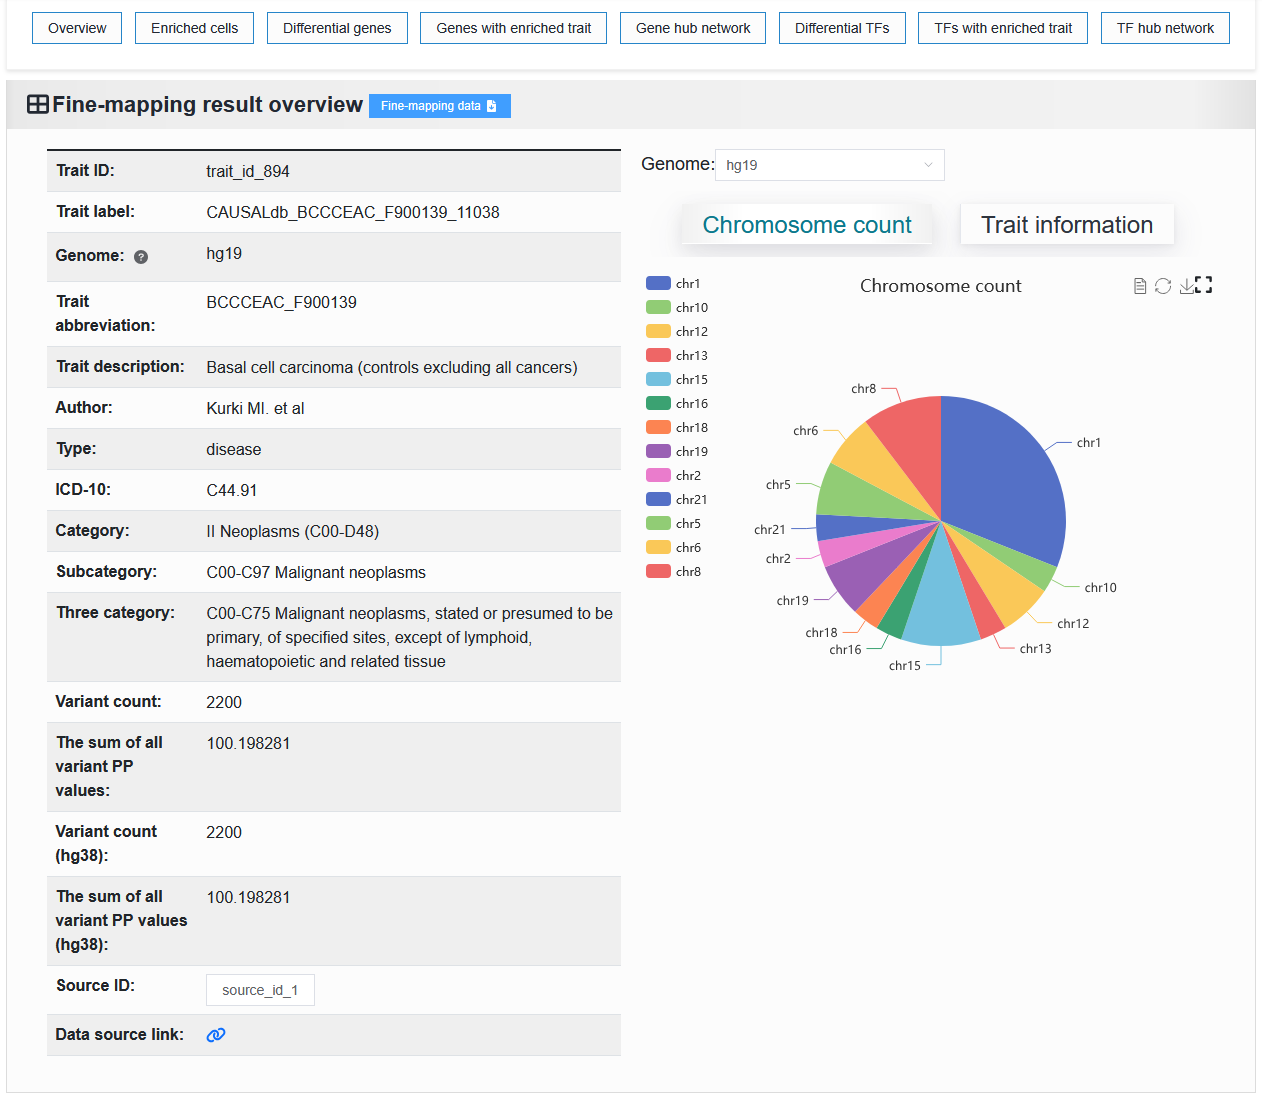 Overview
Enriched cells
Differential genes
Genes with enriched trait
Gene hub network
Differential TFs
TFs with enriched trait
TF hub network
Fine-mapping result overview
Fine-mapping data
Trait ID:
trait_id_894
Trait label:
CAUSALdb_BCCCEAC_F900139_11038
Genome:
?
hg19
Trait
abbreviation:
BCCCEAC_F900139
Trait description:
Basal cell carcinoma (controls excluding all cancers)
Author:
Kurki MI. et al
Type:
disease
ICD-10:
C44.91
Category:
II Neoplasms (C00-D48)
Subcategory:
C00-C97 Malignant neoplasms
Three category:
C00-C75 Malignant neoplasms, stated or presumed to be
primary, of specified sites, except of lymphoid,
haematopoietic and related tissue
Variant count:
2200
The sum of all
variant PP
values:
100.198281
Variant count
(hg38):
2200
The sum of all
variant PP values
(hg38):
100.198281
Source ID:
source_id_1
Data source link:
Genome:
hg19
Chromosome count
Trait information
Chromosome count
chr1
chr10
chr12
chr13
chr15
chr16
chr18
chr19
chr2
chr21
chr5
chr6
chr8
chr8
chr6
chr5
chr21
chr2
chr19
chr18
chr16
chr15
chr13
chr12
chr10
chr1